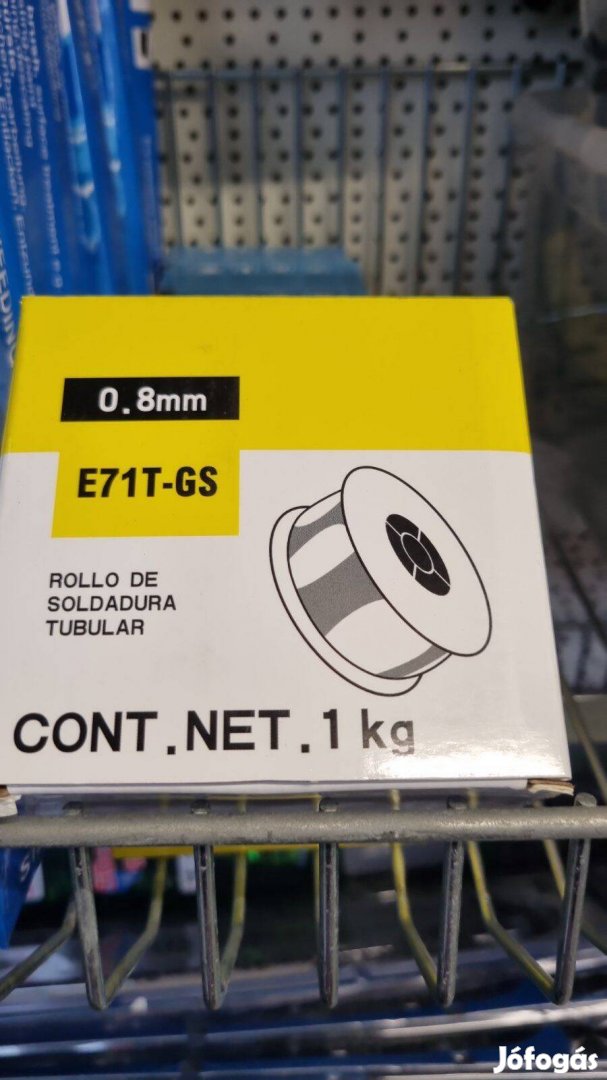 0.8mm
E71T-GS
ROLLO DE
SOLDADURA
TUBULAR
CONT.NET.1 kg
Jófogás